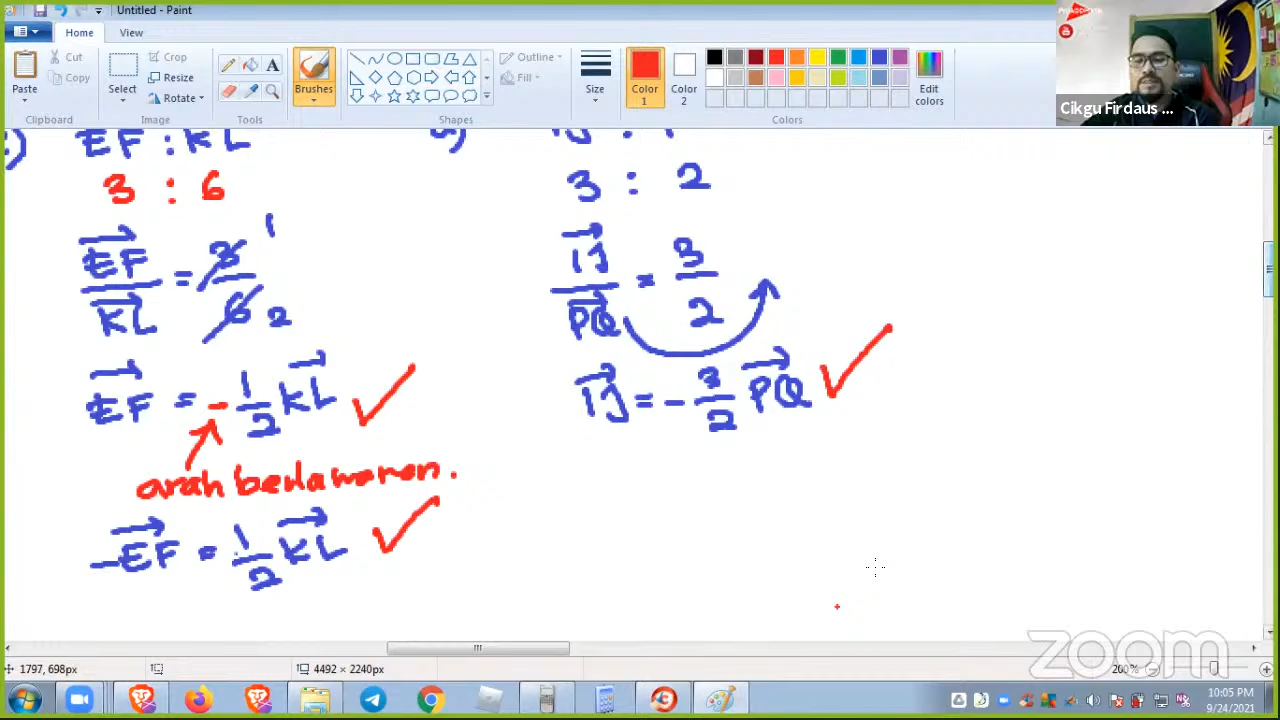 Untitled - Paint
Home View
Paste
Cut
Copy
Clipboard
Select
Crop
Resize
Rotate
Image
Tools
Brushes
Shapes
Outline
Fill
Size
Color 1
Color 2
Edit colors
Colors
Cikgu Firdaus ...
EF : KL
3 : 6
EF/KL = 3/6 1 2
EF = - 1/2 KL
arah berlawanan.
-EF = 1/2 KL
3 : 2
IJ/PQ = 3/2
IJ = - 3/2 PQ
zoom
1797, 698px
4492 × 2240px
200%
10:05 PM
9/24/2021